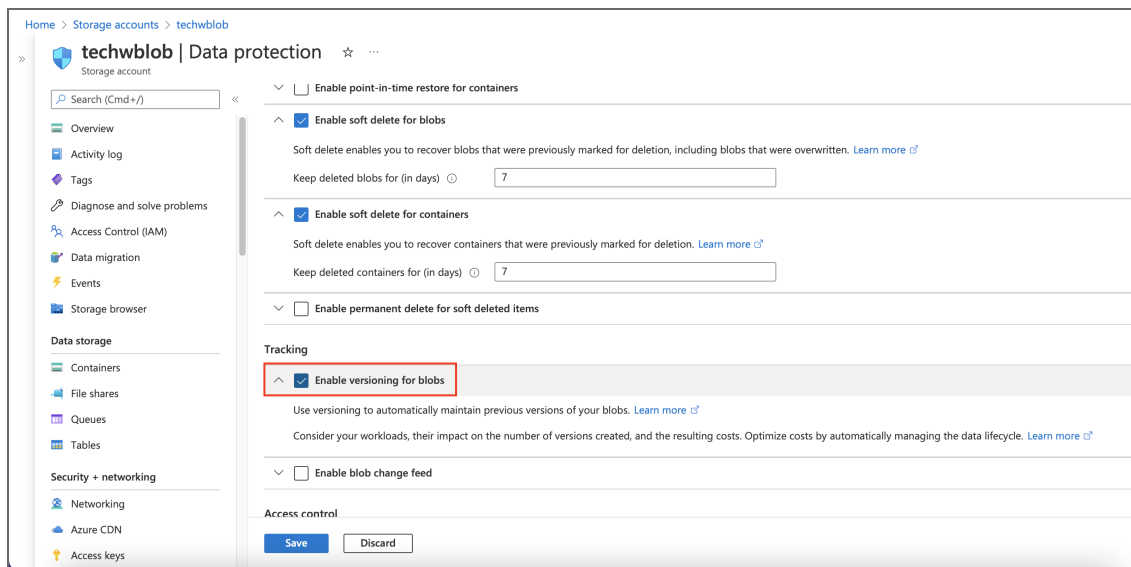 Home > Storage accounts > techwblob
techwblob | Data protection
Storage account
Search (Cmd+/)
Overview
Activity log
Tags
Diagnose and solve problems
Access Control (IAM)
Data migration
Events
Storage browser
Data storage
Containers
File shares
Queues
Tables
Security + networking
Networking
Azure CDN
Access keys
Enable point-in-time restore for containers
Enable soft delete for blobs
Soft delete enables you to recover blobs that were previously marked for deletion, including blobs that were overwritten. Learn more
Keep deleted blobs for (in days) 7
Enable soft delete for containers
Soft delete enables you to recover containers that were previously marked for deletion. Learn more
Keep deleted containers for (in days) 7
Enable permanent delete for soft deleted items
Tracking
Enable versioning for blobs
Use versioning to automatically maintain previous versions of your blobs. Learn more
Consider your workloads, their impact on the number of versions created, and the resulting costs. Optimize costs by automatically managing the data lifecycle. Learn more
Enable blob change feed
Access control
Save Discard